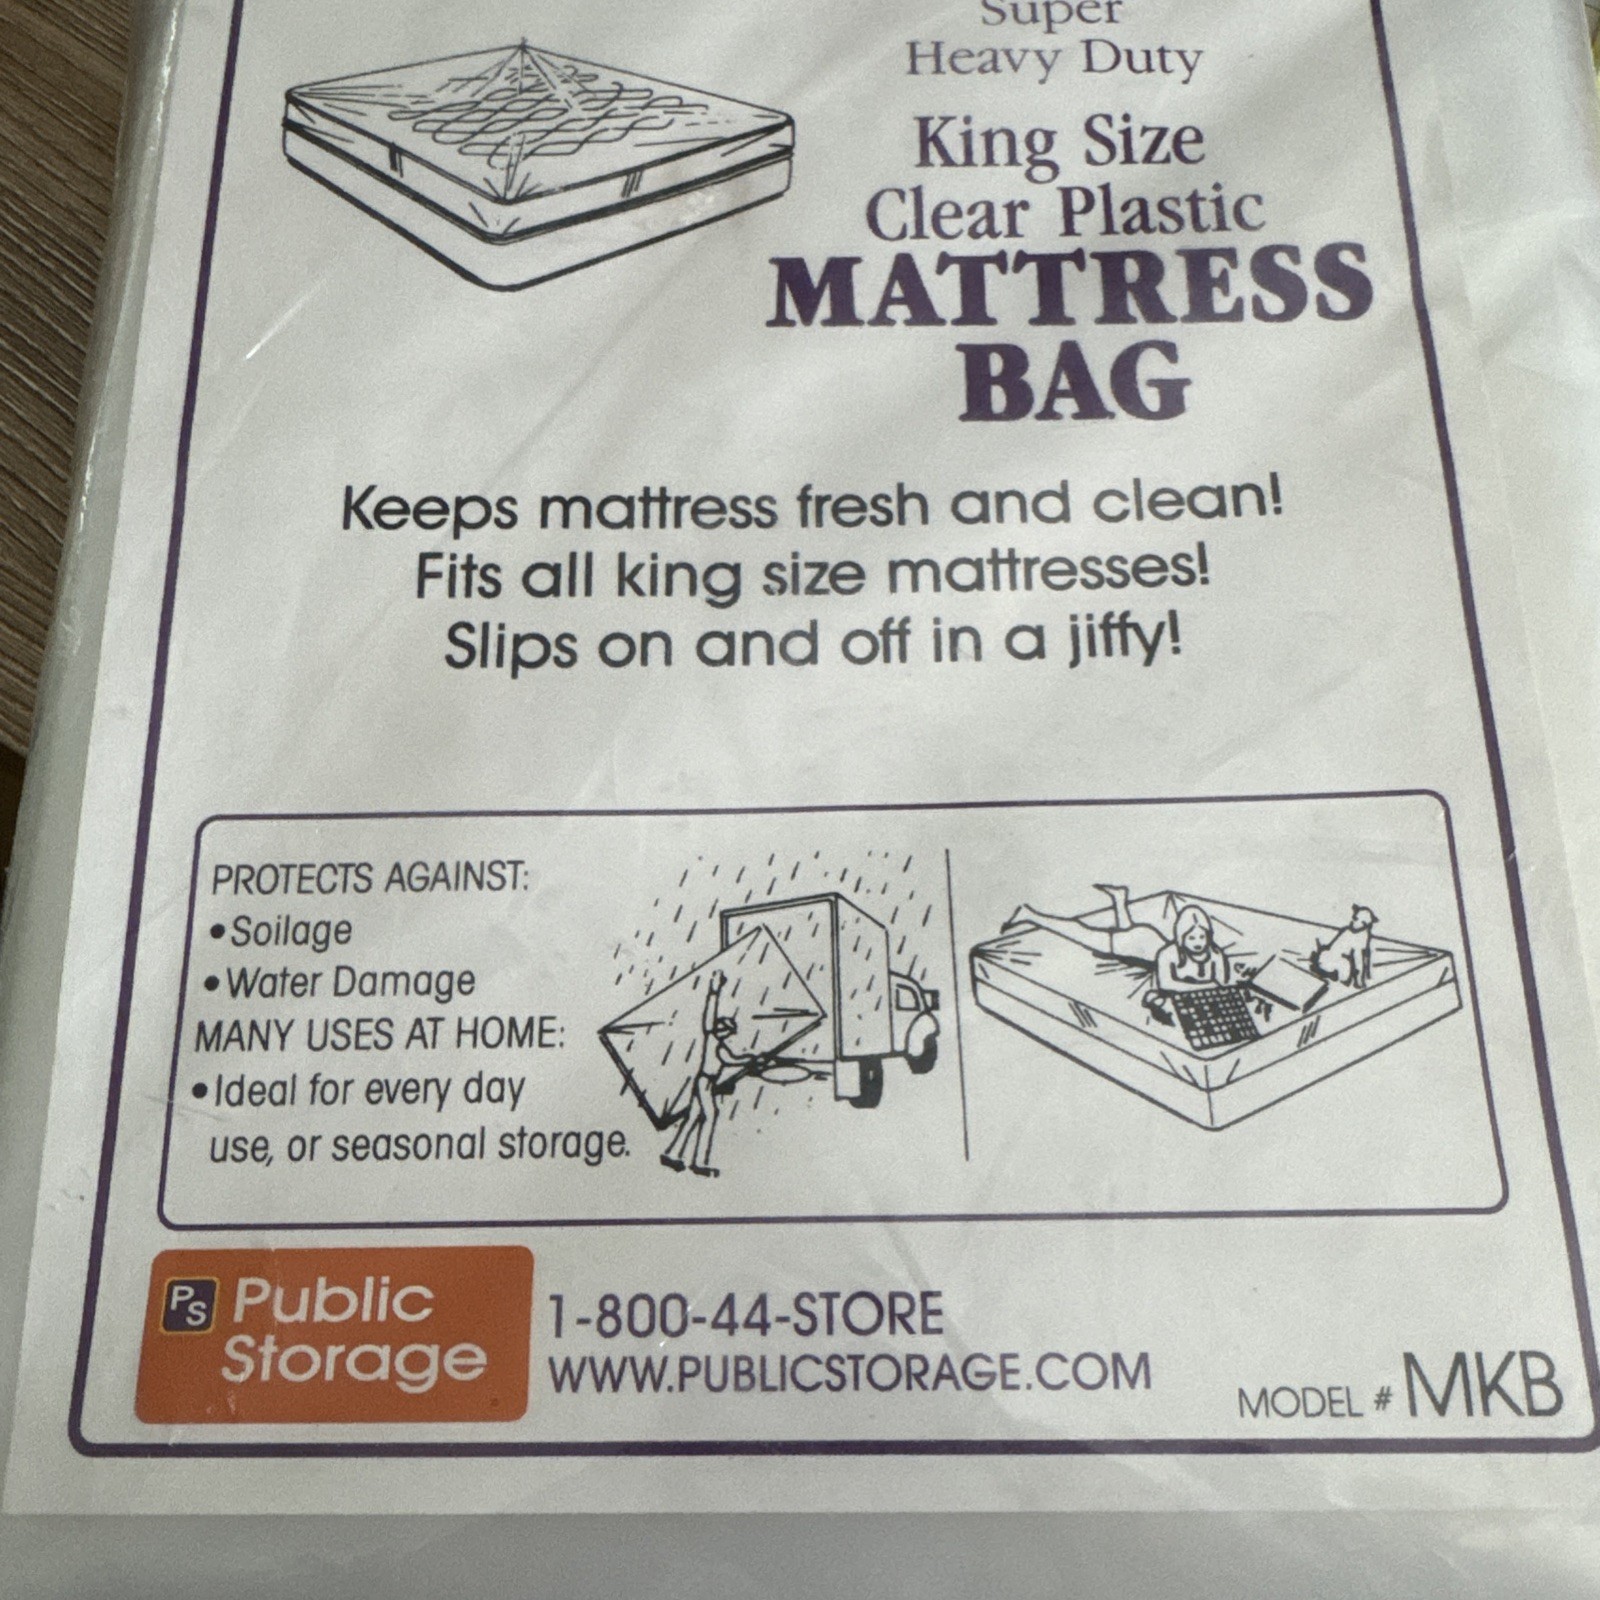 Super
Heavy Duty
King Size
Clear Plastic
MATTRESS
BAG
Keeps mattress fresh and clean!
Fits all king size mattresses!
Slips on and off in a jiffy!
PROTECTS AGAINST:
•Soilage
•Water Damage
MANY USES AT HOME:
•Ideal for every day
use, or seasonal storage.
PS Public
Storage
1-800-44-STORE
WWW.PUBLICSTORAGE.COM
MODEL # MKB